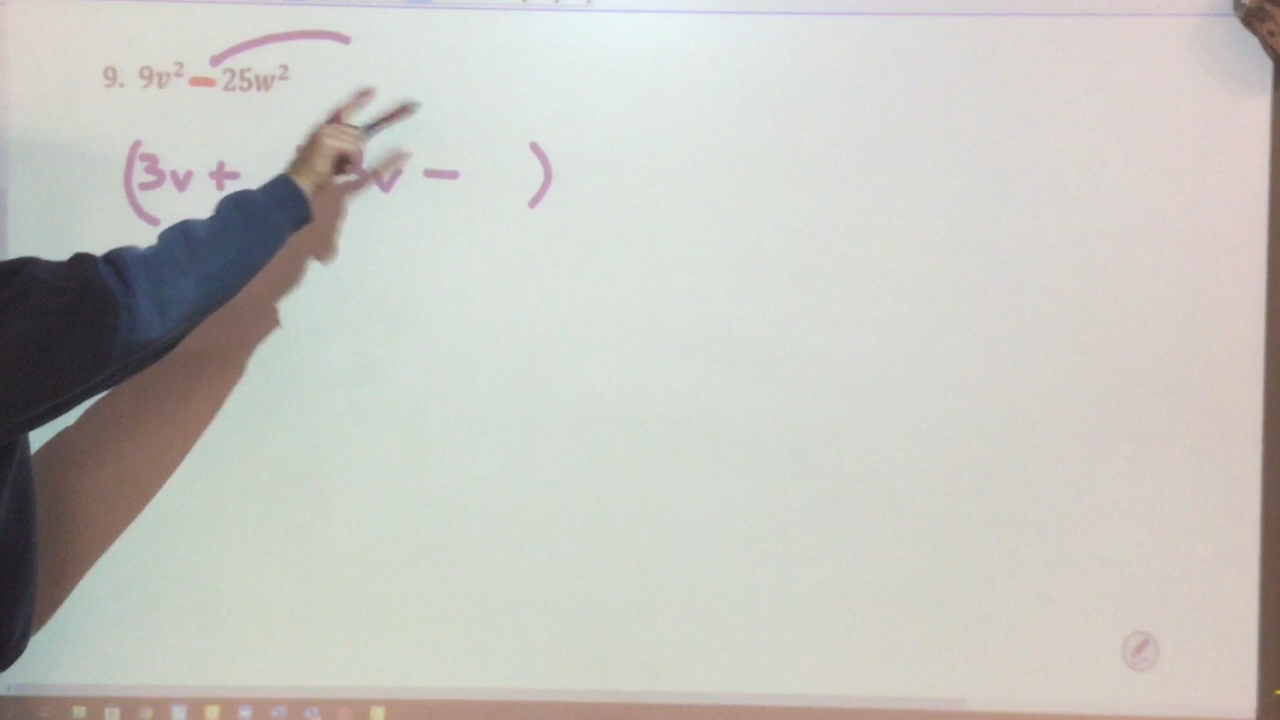 9. 9v² - 25w²
(3v + 3v - )